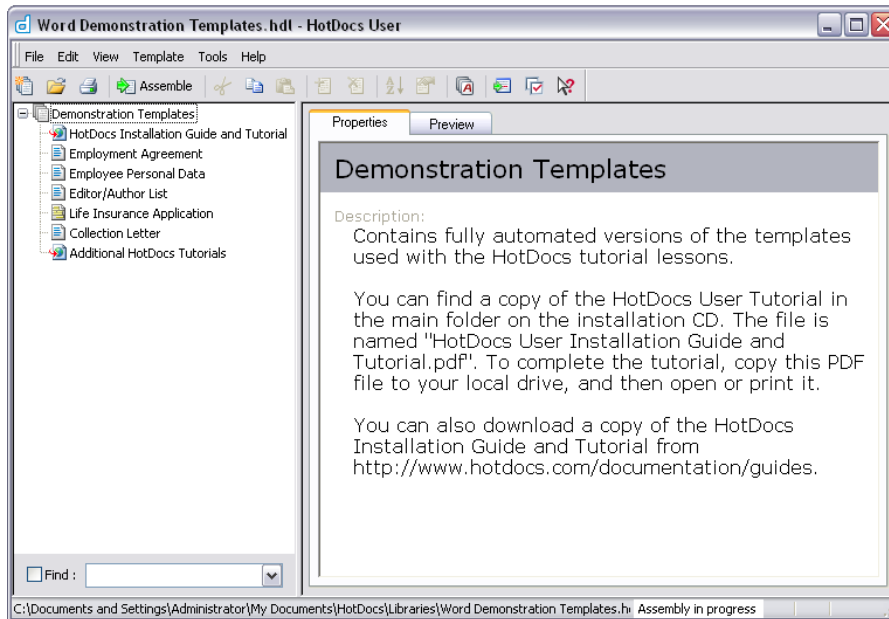 Word Demonstration Templates.hdl - HotDocs User
File Edit View Template Tools Help
Assemble
Demonstration Templates
HotDocs Installation Guide and Tutorial
Employment Agreement
Employee Personal Data
Editor/Author List
Life Insurance Application
Collection Letter
Additional HotDocs Tutorials
Find :
Properties Preview
Demonstration Templates
Description:
Contains fully automated versions of the templates
used with the HotDocs tutorial lessons.
You can find a copy of the HotDocs User Tutorial in
the main folder on the installation CD. The file is
named "HotDocs User Installation Guide and
Tutorial.pdf". To complete the tutorial, copy this PDF
file to your local drive, and then open or print it.
You can also download a copy of the HotDocs
Installation Guide and Tutorial from
http://www.hotdocs.com/documentation/guides.
C:\Documents and Settings\Administrator\My Documents\HotDocs\Libraries\Word Demonstration Templates.h Assembly in progress